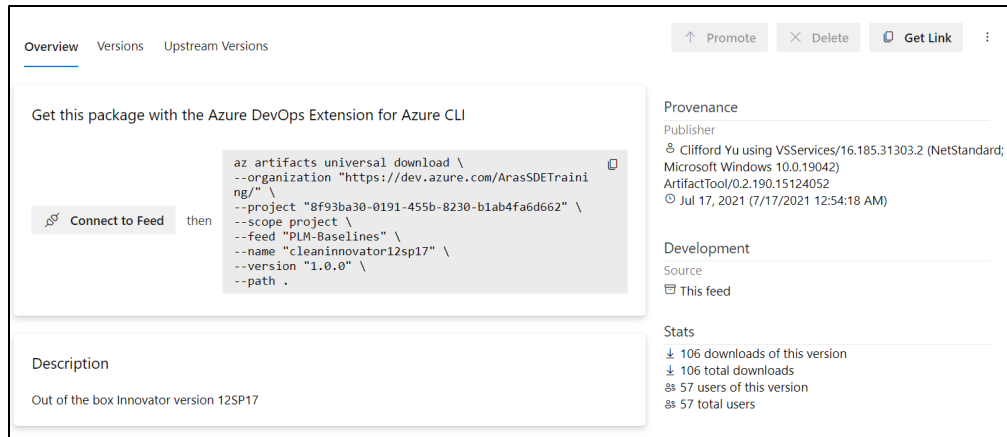 Overview Versions Upstream Versions
Promote Delete Get Link
Get this package with the Azure DevOps Extension for Azure CLI
Connect to Feed then
az artifacts universal download \
--organization "https://dev.azure.com/ArasSDETraini
ng/" \
--project "8f93ba30-0191-455b-8230-b1ab4fa6d662" \
--scope project \
--feed "PLM-Baselines" \
--name "cleaninnovator12sp17" \
--version "1.0.0" \
--path .
Description
Out of the box Innovator version 12SP17
Provenance
Publisher
Clifford Yu using VSServices/16.185.31303.2 (NetStandard;
Microsoft Windows 10.0.19042)
ArtifactTool/0.2.190.15124052
Jul 17, 2021 (7/17/2021 12:54:18 AM)
Development
Source
This feed
Stats
106 downloads of this version
106 total downloads
57 users of this version
57 total users